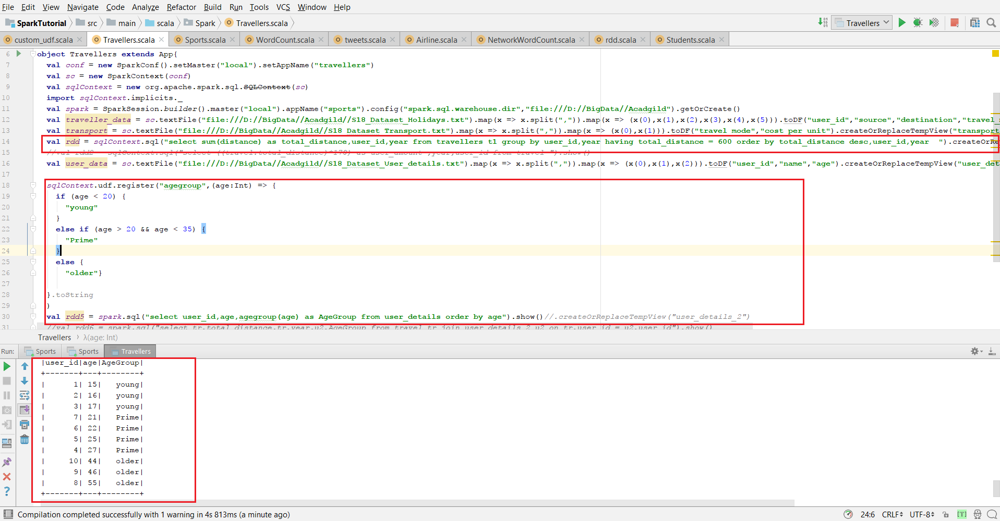 File Edit View Navigate Code Analyze Refactor Build Run Tools VCS Window Help
SparkTutorial src main scala Spark Travellers.scala Travellers
custom_udf.scala Travellers.scala Sports.scala WordCount.scala tweets.scala Airline.scala NetworkWordCount.scala rdd.scala Students.scala
6 object Travellers extends App{
7 val conf = new SparkConf().setMaster("local").setAppName("travellers")
8 val sc = new SparkContext(conf)
9 val sqlContext = new org.apache.spark.sql.SQLContext(sc)
10 import sqlContext.implicits._
11 val spark = SparkSession.builder().master("local").appName("sports").config("spark.sql.warehouse.dir","file:///D://BigData//Acadgild").getOrCreate()
12 val traveller_data = sc.textFile("file:///D://BigData//Acadgild//S18_Dataset_Holidays.txt").map(x => x.split(",")).map(x => (x(0),x(1),x(2),x(3),x(4),x(5))).toDF("user_id","source","destination","travel_
13 val transport = sc.textFile("file:///D://BigData//Acadgild//S18_Dataset_Transport.txt").map(x => x.split(",")).map(x => (x(0),x(1))).toDF("travel_mode","cost_per_unit").createOrReplaceTempView("transport
14 val rdd = sqlContext.sql("select sum(distance) as total_distance,user_id,year from travellers t1 group by user_id,year having total_distance = 600 order by total_distance desc,user_id,year ").createOrRe
15 //val rdd2 = sqlContext.sql("select ((travel.total_distance)*170) as user_amount ,year,user_id from travel ").show()
16 val user_data = sc.textFile("file:///D://BigData//Acadgild//S18_Dataset_User_details.txt").map(x => x.split(",")).map(x => (x(0),x(1),x(2))).toDF("user_id","name","age").createOrReplaceTempView("user_det
17
18 sqlContext.udf.register("agegroup",(age:Int) => {
19 if (age < 20) {
20 "young"
21 }
22 else if (age > 20 && age < 35) {
23 "Prime"
24 }
25 else {
26 "older"}
27
28 }.toString
29 )
30 val rdd5 = spark.sql("select user_id,age,agegroup(age) as AgeGroup from user_details order by age").show()//.createOrReplaceTempView("user_details_2")
31 //val rdd6 = spark.sql("select tr.total_distance,tr.year,u2.AgeGroup from travel tr join user_details_2 u2 on tr.user_id = u2.user_id").show()
Travellers λ(age: Int)
Run: Sports Sports Travellers
|user_id|age|AgeGroup|
+-------+---+--------+
| 1| 15| young|
| 2| 16| young|
| 3| 17| young|
| 7| 21| Prime|
| 6| 22| Prime|
| 5| 25| Prime|
| 4| 27| Prime|
| 10| 44| older|
| 9| 46| older|
| 8| 55| older|
+-------+---+--------+
Compilation completed successfully with 1 warning in 4s 813ms (a minute ago) 24:6 CRLF UTF-8 [T]